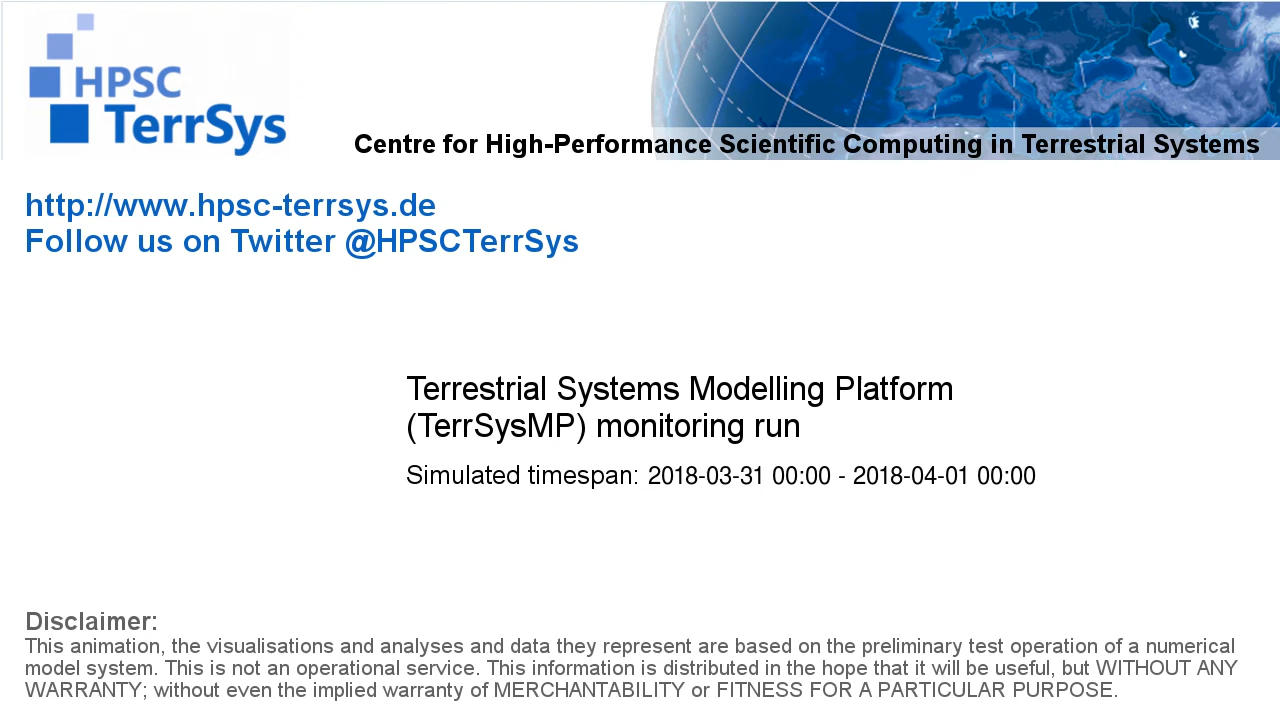 HPSC
TerrSys
Centre for High-Performance Scientific Computing in Terrestrial Systems
http://www.hpsc-terrsys.de
Follow us on Twitter @HPSCTerrSys
Terrestrial Systems Modelling Platform
(TerrSysMP) monitoring run
Simulated timespan: 2018-03-31 00:00 - 2018-04-01 00:00
Disclaimer:
This animation, the visualisations and analyses and data they represent are based on the preliminary test operation of a numerical
model system. This is not an operational service. This information is distributed in the hope that it will be useful, but WITHOUT ANY
WARRANTY; without even the implied warranty of MERCHANTABILITY or FITNESS FOR A PARTICULAR PURPOSE.